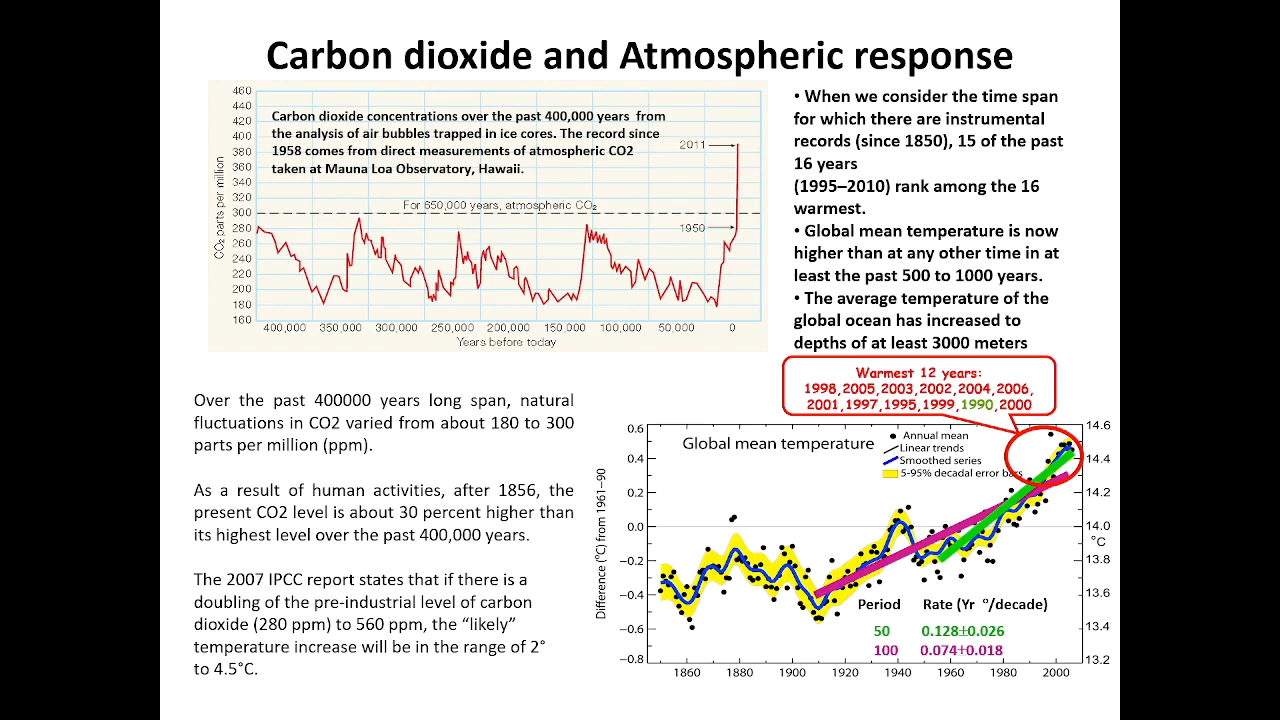 Carbon dioxide and Atmospheric response
460
440
420
400
380
360
340
320
300
280
260
240
220
200
180
160
CO₂ parts per million
Carbon dioxide concentrations over the past 400,000 years from
the analysis of air bubbles trapped in ice cores. The record since
1958 comes from direct measurements of atmospheric CO2
taken at Mauna Loa Observatory, Hawaii.
2011
For 650,000 years, atmospheric CO₂
1950
400,000 350,000 300,000 250,000 200,000 150,000 100,000 50,000 0
Years before today
• When we consider the time span
for which there are instrumental
records (since 1850), 15 of the past
16 years
(1995–2010) rank among the 16
warmest.
• Global mean temperature is now
higher than at any other time in at
least the past 500 to 1000 years.
• The average temperature of the
global ocean has increased to
depths of at least 3000 meters
Over the past 400000 years long span, natural
fluctuations in CO2 varied from about 180 to 300
parts per million (ppm).
As a result of human activities, after 1856, the
present CO2 level is about 30 percent higher than
its highest level over the past 400,000 years.
The 2007 IPCC report states that if there is a
doubling of the pre-industrial level of carbon
dioxide (280 ppm) to 560 ppm, the “likely”
temperature increase will be in the range of 2°
to 4.5°C.
Warmest 12 years:
1998,2005,2003,2002,2004,2006,
2001,1997,1995,1999,1990,2000
Global mean temperature
Annual mean
Linear trends
Smoothed series
5-95% decadal error bars
0.6
0.4
0.2
0.0
-0.2
-0.4
-0.6
-0.8
Difference (°C) from 1961–90
14.6
14.4
14.2
14.0
°C
13.8
13.6
13.4
13.2
Period Rate (Yr °/decade)
50 0.128±0.026
100 0.074±0.018
1860 1880 1900 1920 1940 1960 1980 2000